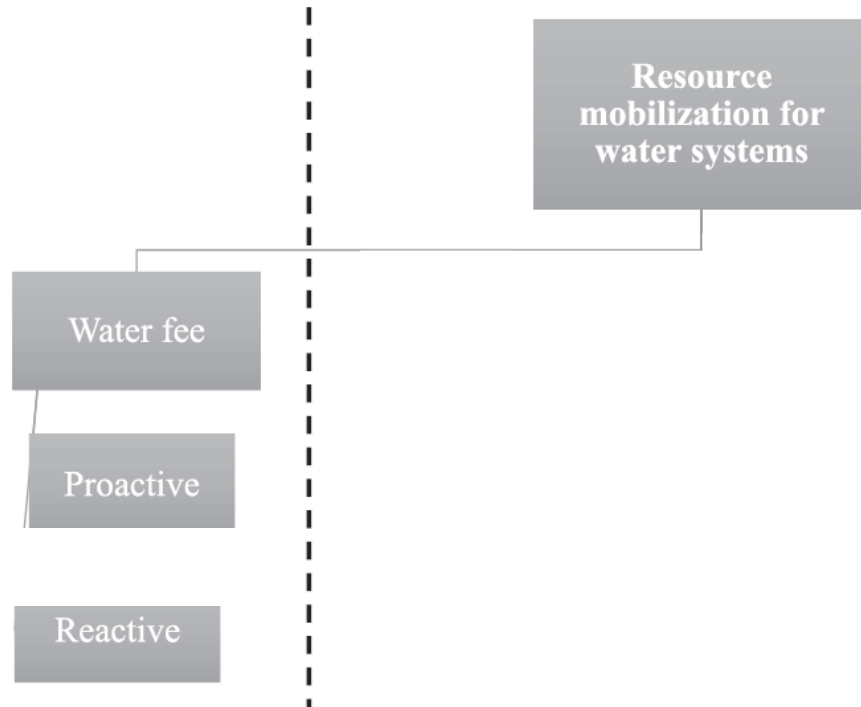 Resource
mobilization for
water systems
Water fee
Proactive
Reactive